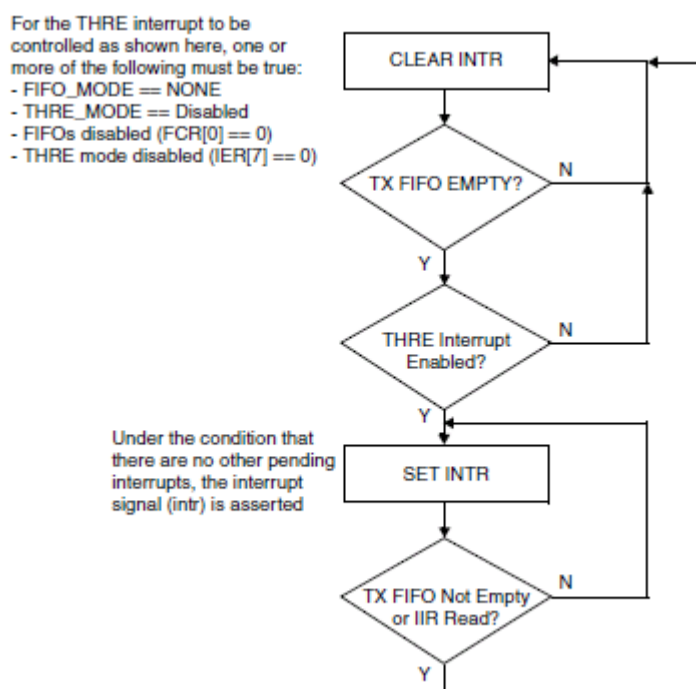 For the THRE interrupt to be
controlled as shown here, one or
more of the following must be true:
- FIFO_MODE == NONE
- THRE_MODE == Disabled
- FIFOs disabled (FCR[0] == 0)
- THRE mode disabled (IER[7] == 0)
CLEAR INTR
TX FIFO EMPTY?
N
Y
THRE Interrupt
Enabled?
N
Y
Under the condition that
there are no other pending
interrupts, the interrupt
signal (intr) is asserted
SET INTR
TX FIFO Not Empty
or IIR Read?
N
Y